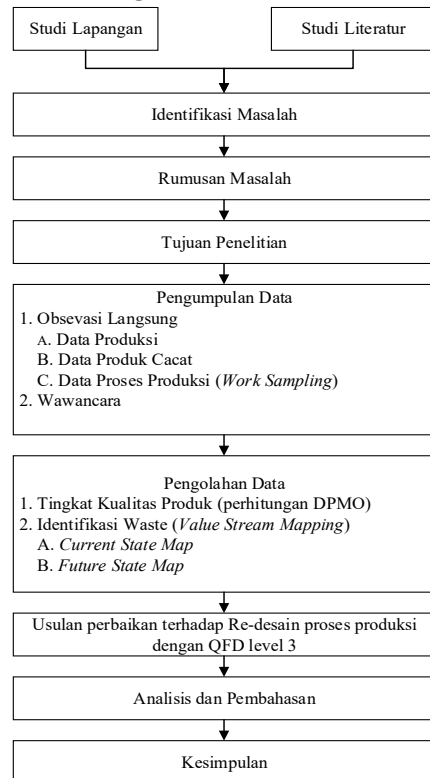 Studi Lapangan
Studi Literatur
Identifikasi Masalah
Rumusan Masalah
Tujuan Penelitian
Pengumpulan Data
1. Obsevasi Langsung
A. Data Produksi
B. Data Produk Cacat
C. Data Proses Produksi (Work Sampling)
2. Wawancara
Pengolahan Data
1. Tingkat Kualitas Produk (perhitungan DPMO)
2. Identifikasi Waste (Value Stream Mapping)
A. Current State Map
B. Future State Map
Usulan perbaikan terhadap Re-desain proses produksi
dengan QFD level 3
Analisis dan Pembahasan
Kesimpulan